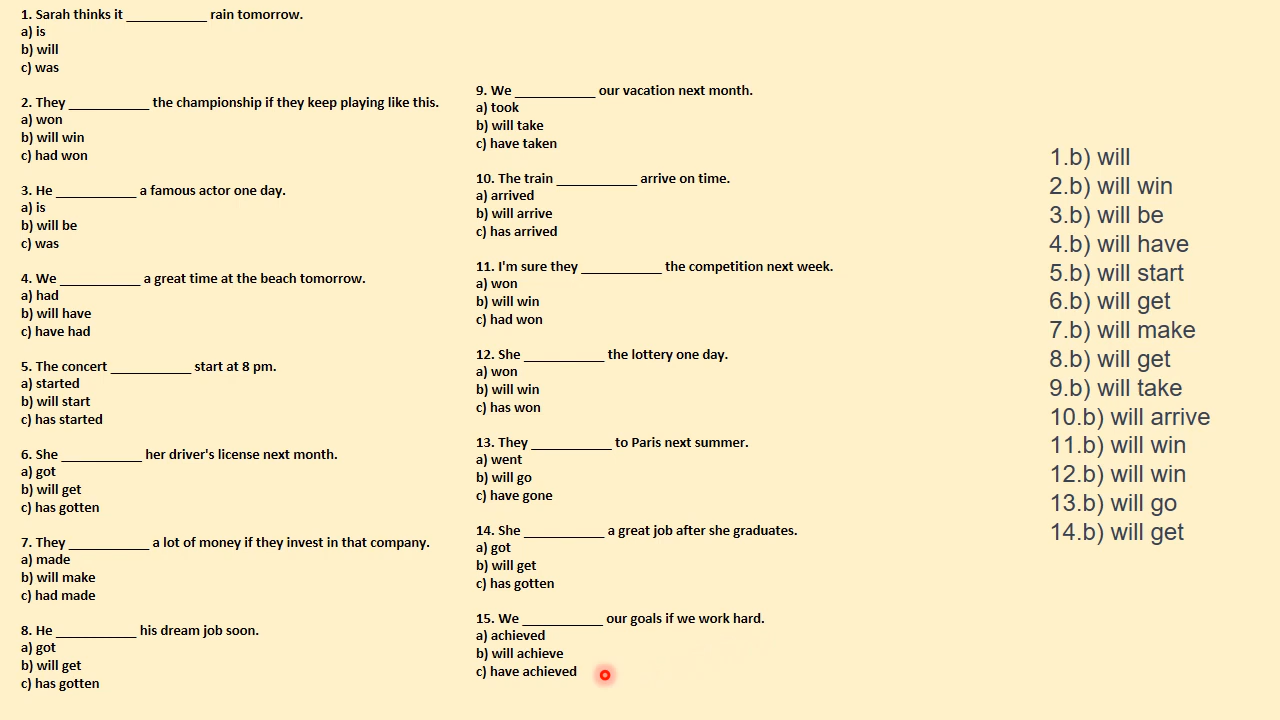 1. Sarah thinks it ___________ rain tomorrow.
a) is
b) will
c) was
2. They ___________ the championship if they keep playing like this.
a) won
b) will win
c) had won
3. He ___________ a famous actor one day.
a) is
b) will be
c) was
4. We ___________ a great time at the beach tomorrow.
a) had
b) will have
c) have had
5. The concert ___________ start at 8 pm.
a) started
b) will start
c) has started
6. She ___________ her driver's license next month.
a) got
b) will get
c) has gotten
7. They ___________ a lot of money if they invest in that company.
a) made
b) will make
c) had made
8. He ___________ his dream job soon.
a) got
b) will get
c) has gotten
9. We ___________ our vacation next month.
a) took
b) will take
c) have taken
10. The train ___________ arrive on time.
a) arrived
b) will arrive
c) has arrived
11. I'm sure they ___________ the competition next week.
a) won
b) will win
c) had won
12. She ___________ the lottery one day.
a) won
b) will win
c) has won
13. They ___________ to Paris next summer.
a) went
b) will go
c) have gone
14. She ___________ a great job after she graduates.
a) got
b) will get
c) has gotten
15. We ___________ our goals if we work hard.
a) achieved
b) will achieve
c) have achieved
1.b) will
2.b) will win
3.b) will be
4.b) will have
5.b) will start
6.b) will get
7.b) will make
8.b) will get
9.b) will take
10.b) will arrive
11.b) will win
12.b) will win
13.b) will go
14.b) will get